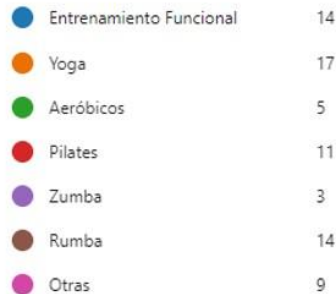 Entrenamiento Funcional 14
Yoga 17
Aeróbicos 5
Pilates 11
Zumba 3
Rumba 14
Otras 9